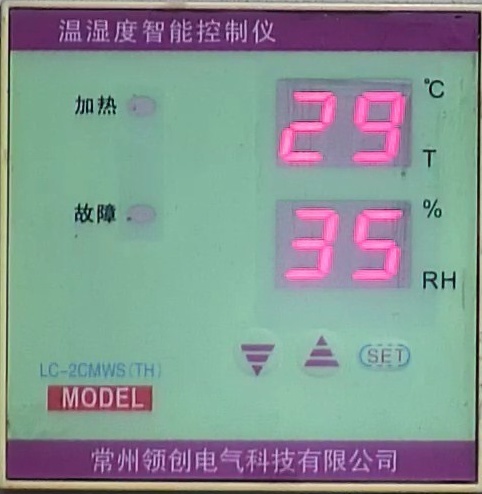 温湿度智能控制仪
加热
29
℃
T
故障
35
%
RH
SET
LC-2CMWS(TH)
MODEL
常州领创电气科技有限公司